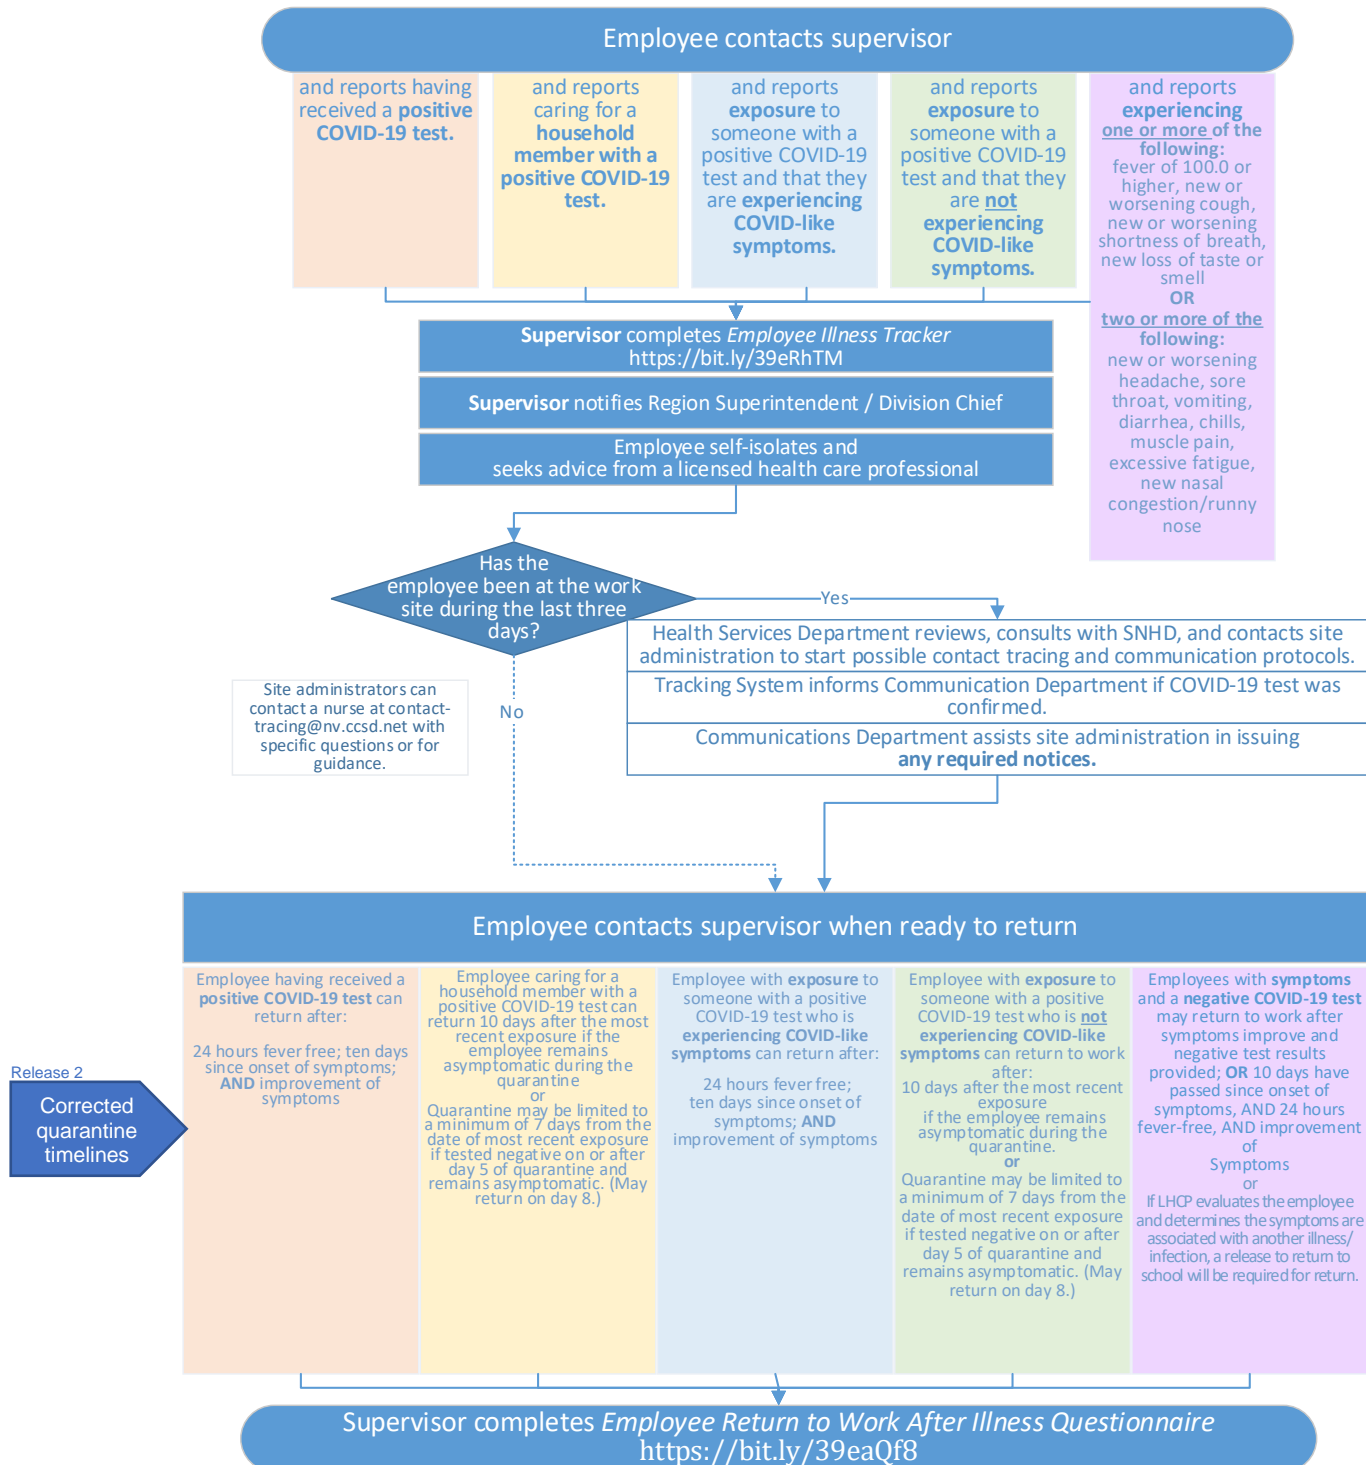 Employee contacts supervisor
and reports having
received a positive
COVID-19 test.
and reports
caring for a
household
member with a
positive COVID-19
test.
and reports
exposure to
someone with a
positive COVID-19
test and that they
are experiencing
COVID-like
symptoms.
and reports
exposure to
someone with a
positive COVID-19
test and that they
are not
experiencing
COVID-like
symptoms.
and reports
experiencing
one or more of the
following:
fever of 100.0 or
higher, new or
worsening cough,
new or worsening
shortness of breath,
new loss of taste or
smell
OR
two or more of the
following:
new or worsening
headache, sore
throat, vomiting,
diarrhea, chills,
muscle pain,
excessive fatigue,
new nasal
congestion/runny
nose
Supervisor completes Employee Illness Tracker
https://bit.ly/39eRhTM
Supervisor notifies Region Superintendent / Division Chief
Employee self-isolates and
seeks advice from a licensed health care professional
Has the
employee been at the work
site during the last three
days?
Yes
Health Services Department reviews, consults with SNHD, and contacts site
administration to start possible contact tracing and communication protocols.
Tracking System informs Communication Department if COVID-19 test was
confirmed.
Communications Department assists site administration in issuing
any required notices.
No
Site administrators can
contact a nurse at contact-
tracing@nv.ccsd.net with
specific questions or for
guidance.
Employee contacts supervisor when ready to return
Employee having received a
positive COVID-19 test can
return after:
24 hours fever free; ten days
since onset of symptoms;
AND improvement of
symptoms
Employee caring for a
household member with a
positive COVID-19 test can
return 10 days after the most
recent exposure if the
employee remains
asymptomatic during the
quarantine
or
Quarantine may be limited to
a minimum of 7 days from the
date of most recent exposure
if tested negative on or after
day 5 of quarantine and
remains asymptomatic. (May
return on day 8.)
Employee with exposure to
someone with a positive
COVID-19 test who is
experiencing COVID-like
symptoms can return after:
24 hours fever free;
ten days since onset of
symptoms; AND
improvement of symptoms
Employee with exposure to
someone with a positive
COVID-19 test who is not
experiencing COVID-like
symptoms can return to work
after:
10 days after the most recent
exposure
if the employee remains
asymptomatic during the
quarantine.
or
Quarantine may be limited to
a minimum of 7 days from the
date of most recent exposure
if tested negative on or after
day 5 of quarantine and
remains asymptomatic. (May
return on day 8.)
Employees with symptoms
and a negative COVID-19 test
may return to work after
symptoms improve and
negative test results
provided; OR 10 days have
passed since onset of
symptoms, AND 24 hours
fever-free, AND improvement
of
Symptoms
or
If LHCP evaluates the employee
and determines the symptoms are
associated with another illness/
infection, a release to return to
school will be required for return.
Release 2
Corrected
quarantine
timelines
Supervisor completes Employee Return to Work After Illness Questionnaire
https://bit.ly/39eaQf8